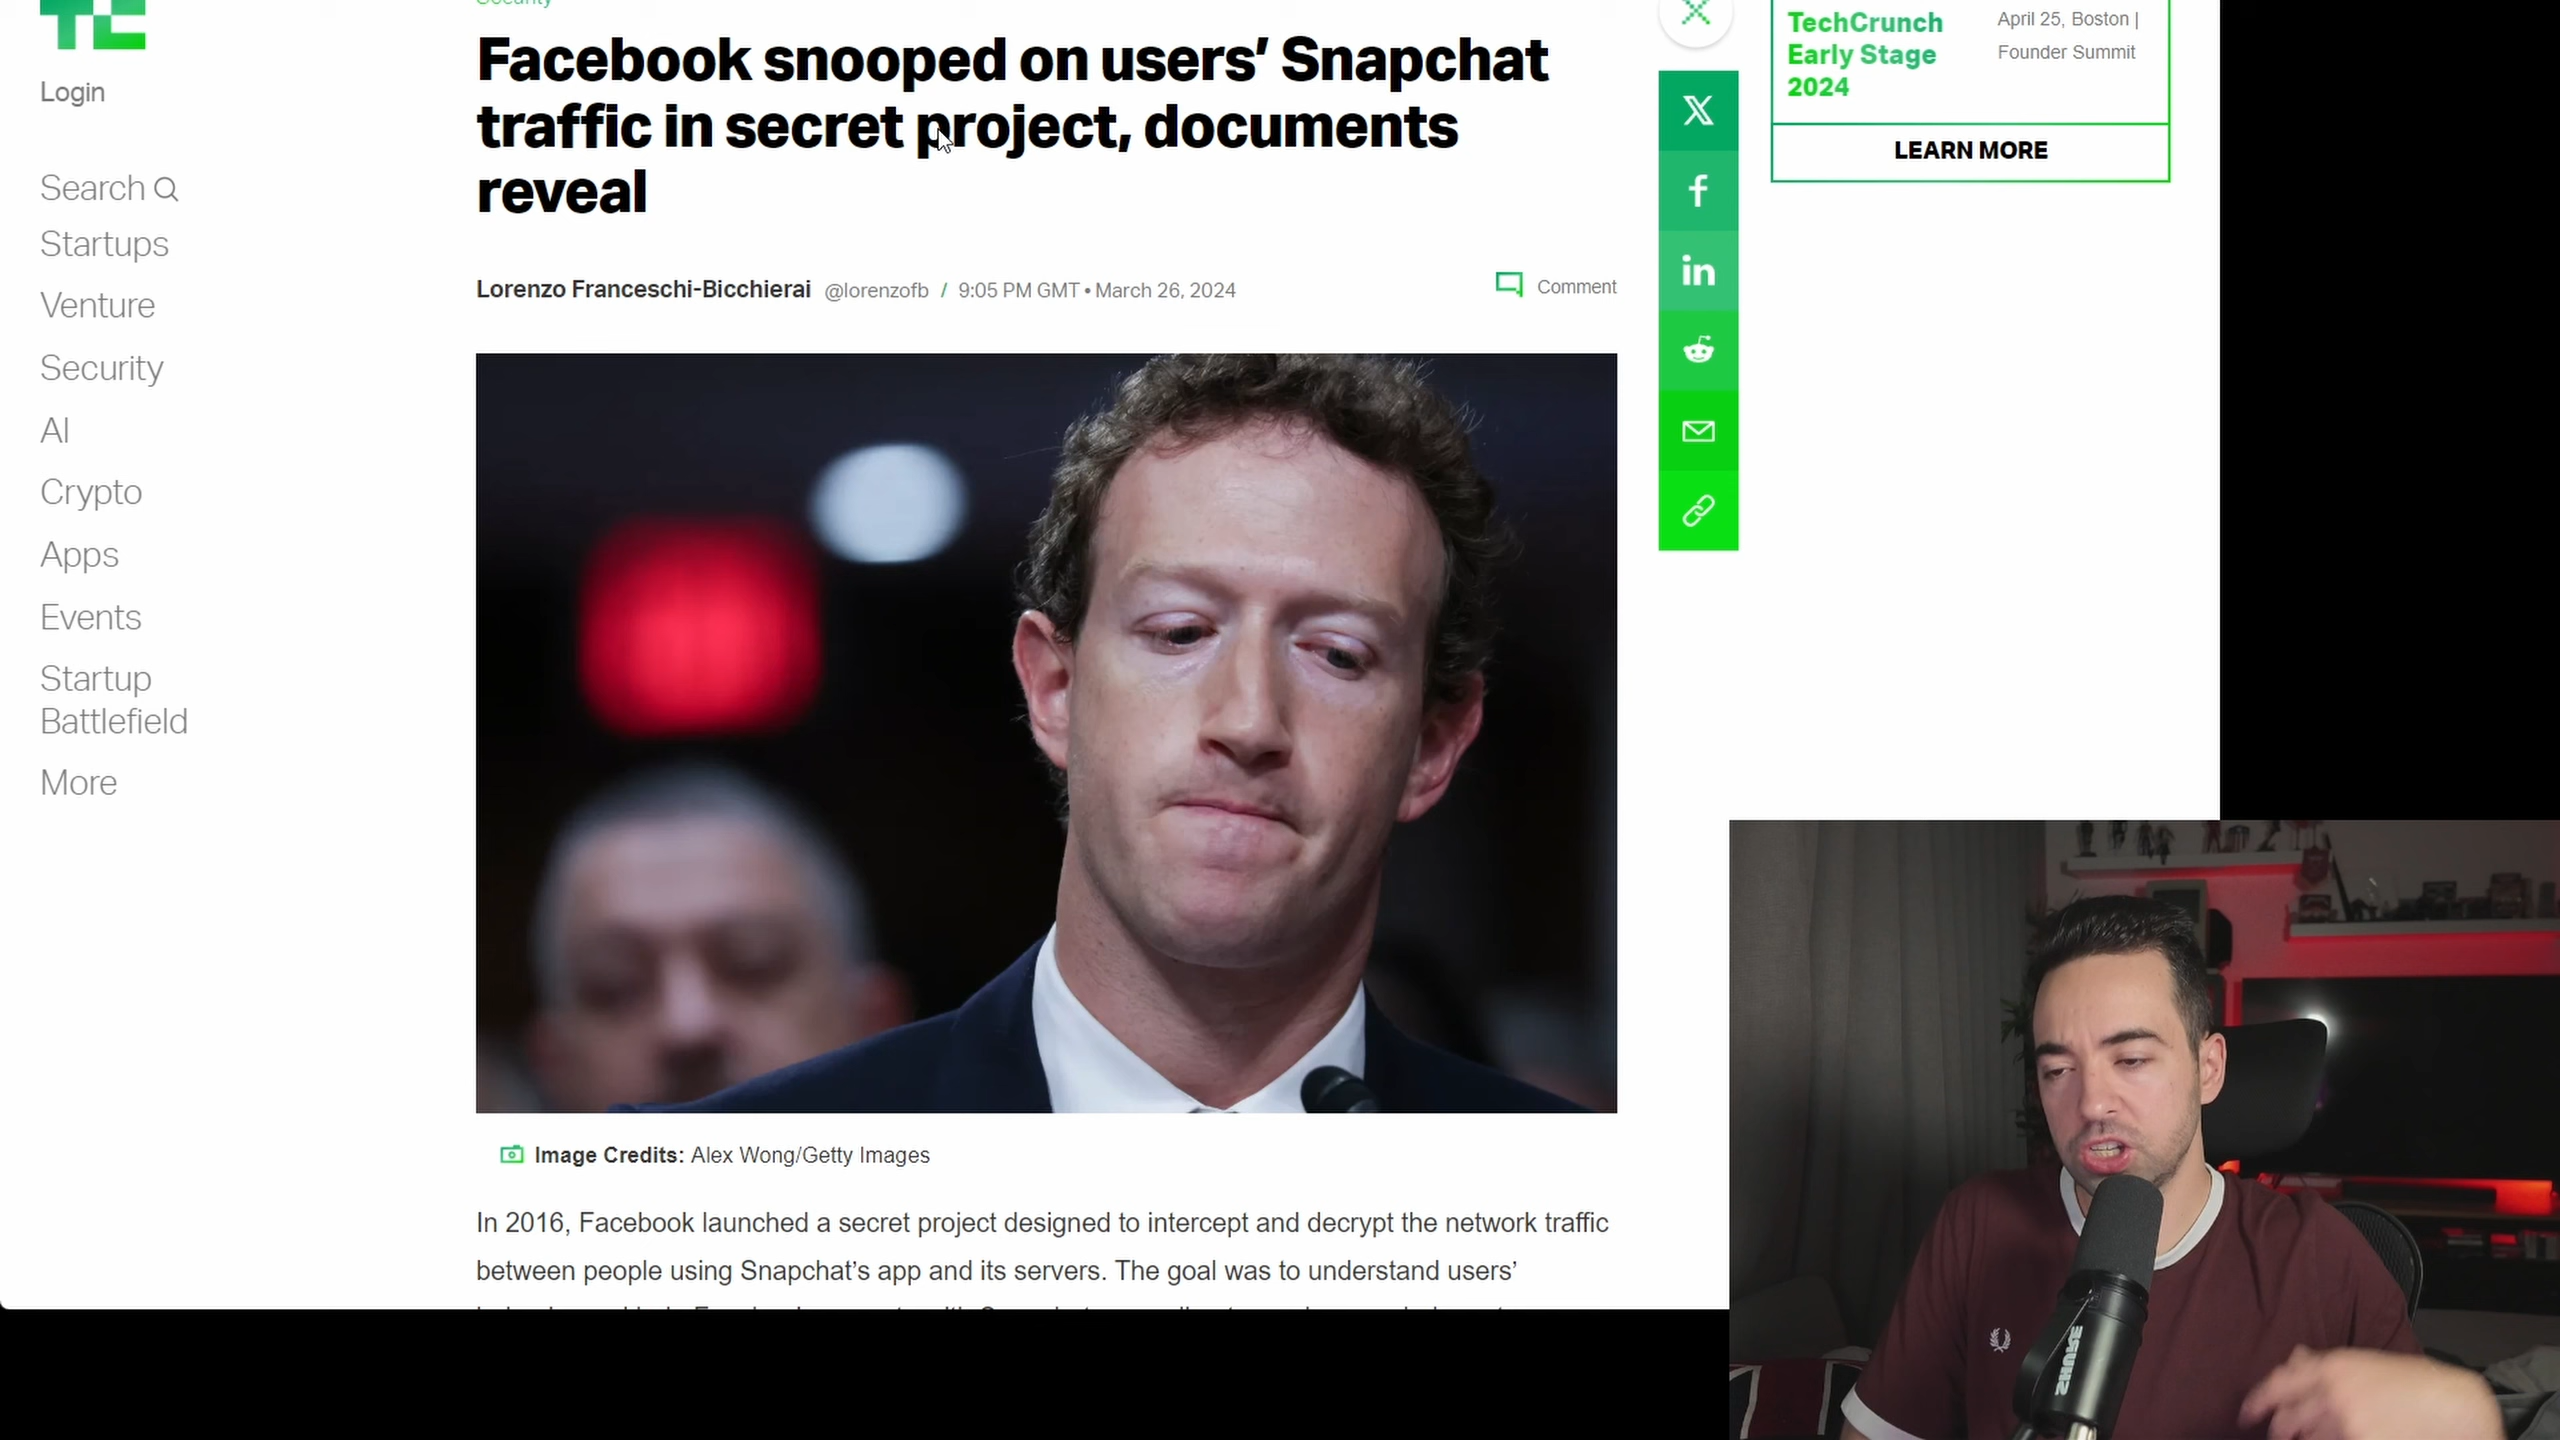 TC
Login
Search
Startups
Venture
Security
AI
Crypto
Apps
Events
Startup
Battlefield
More
Security
Facebook snooped on users’ Snapchat
traffic in secret project, documents
reveal
Lorenzo Franceschi-Bicchierai @lorenzofb / 9:05 PM GMT • March 26, 2024
Comment
Image Credits: Alex Wong/Getty Images
In 2016, Facebook launched a secret project designed to intercept and decrypt the network traffic
between people using Snapchat’s app and its servers. The goal was to understand users’
X
f
in
TechCrunch
Early Stage
2024
April 25, Boston |
Founder Summit
LEARN MORE
SHURE